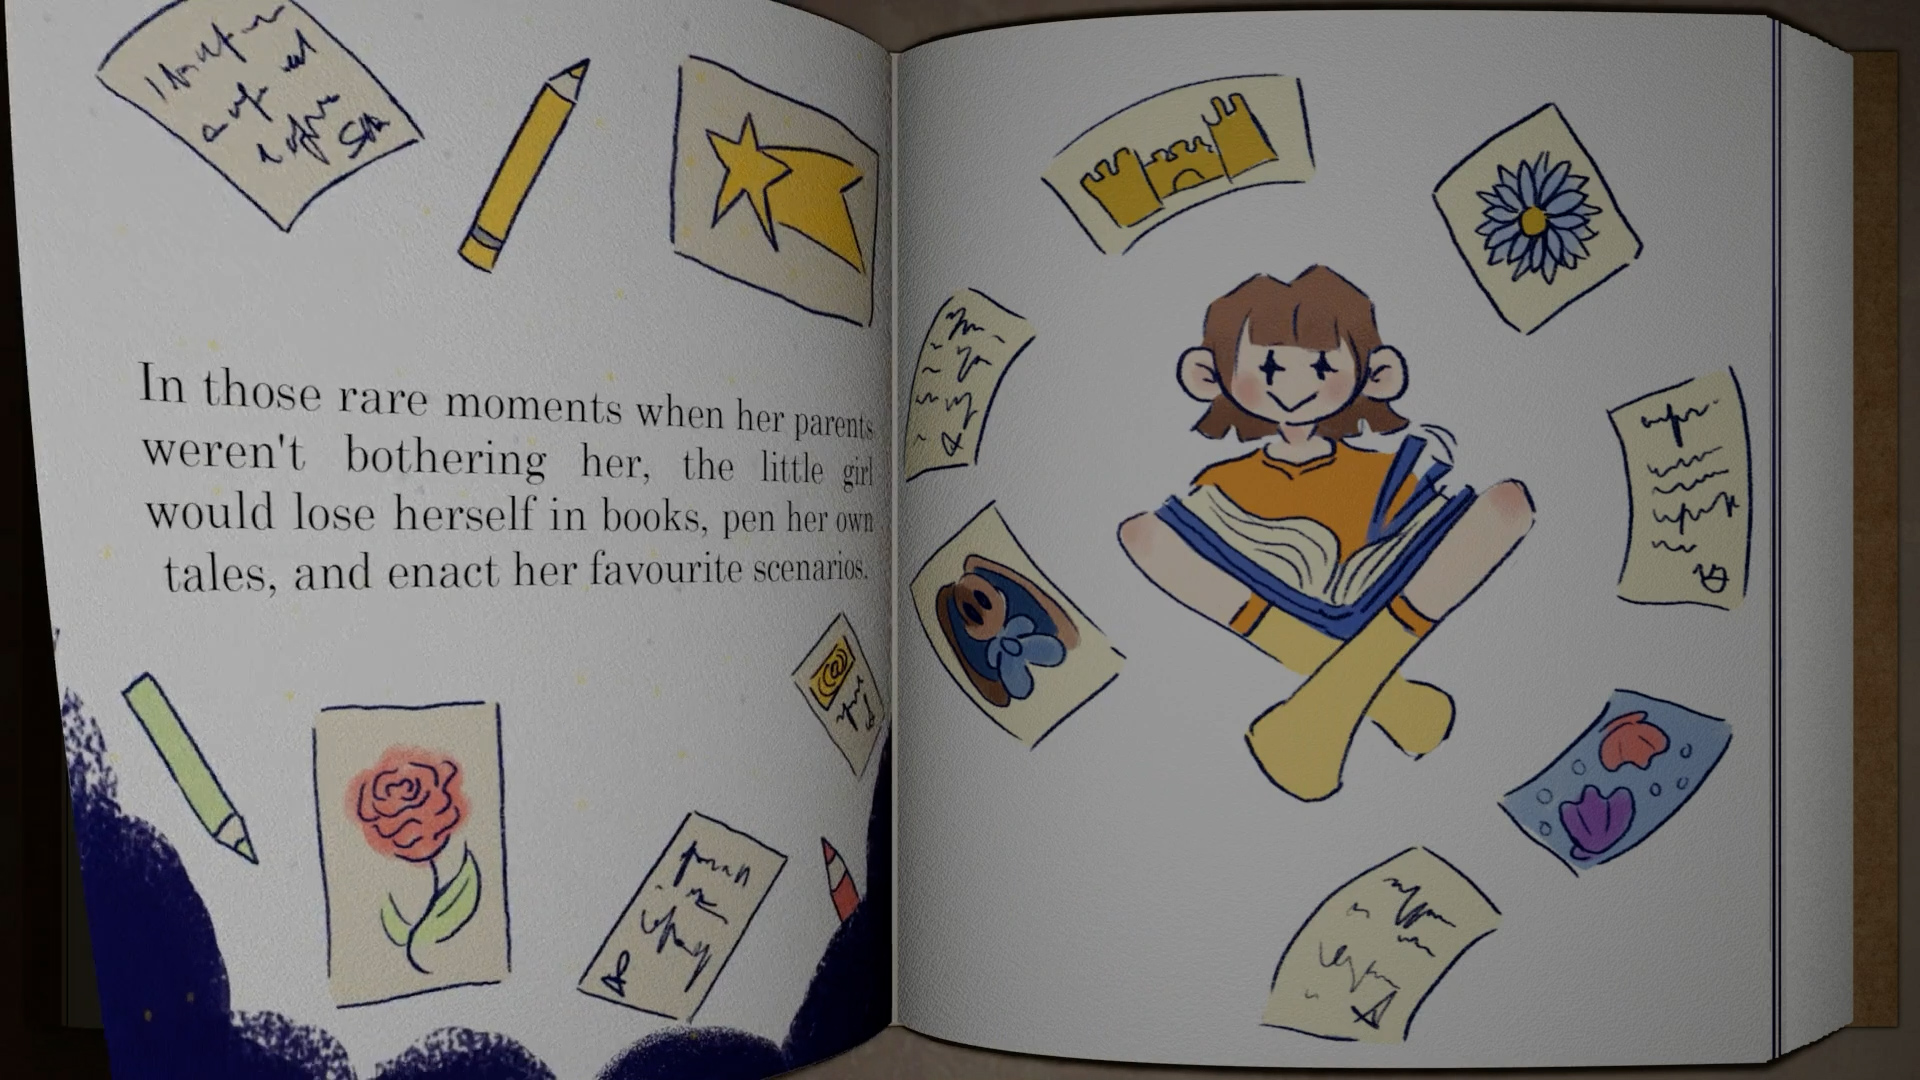 In those rare moments when her parents
weren't bothering her, the little girl
would lose herself in books, pen her own
tales, and enact her favourite scenarios.